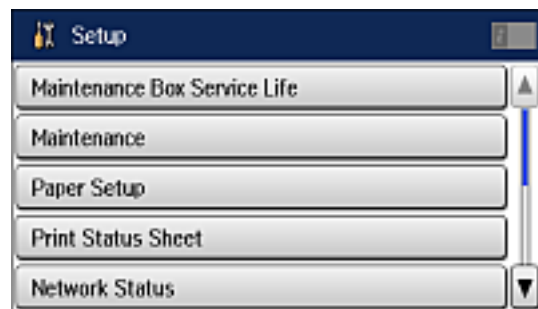 Setup
Maintenance Box Service Life
Maintenance
Paper Setup
Print Status Sheet
Network Status